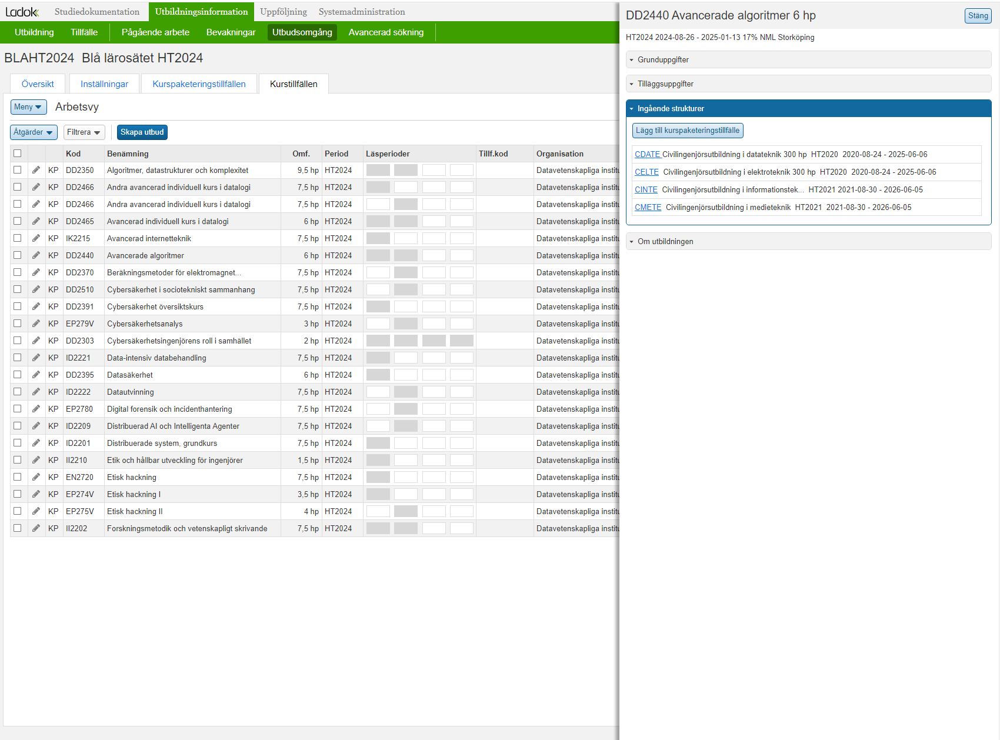 Ladok Studiedokumentation Utbildningsinformation Uppföljning Systemadministration
Utbildning Tillfälle Pågående arbete Bevakningar Utbudsomgång Avancerad sökning
BLAHT2024 Blå lärosätet HT2024
Översikt Inställningar Kurspaketeringstillfällen Kurstillfällen
Meny Arbetsvy
Åtgärder Filtrera Skapa utbud
Kod Benämning Omf. Period Läsperioder Tillf.kod Organisation
KP DD2350 Algoritmer, datastrukturer och komplexitet 9,5 hp HT2024 Datavetenskapliga institu
KP DD2466 Andra avancerad individuell kurs i datalogi 7,5 hp HT2024 Datavetenskapliga institu
KP DD2466 Andra avancerad individuell kurs i datalogi 7,5 hp HT2024 Datavetenskapliga institu
KP DD2465 Avancerad individuell kurs i datalogi 6 hp HT2024 Datavetenskapliga institu
KP IK2215 Avancerad internetteknik 7,5 hp HT2024 Datavetenskapliga institu
KP DD2440 Avancerade algoritmer 6 hp HT2024 Datavetenskapliga institu
KP DD2370 Beräkningsmetoder för elektromagnet... 7,5 hp HT2024 Datavetenskapliga institu
KP DD2510 Cybersäkerhet i sociotekniskt sammanhang 7,5 hp HT2024 Datavetenskapliga institu
KP DD2391 Cybersäkerhet översiktskurs 7,5 hp HT2024 Datavetenskapliga institu
KP EP279V Cybersäkerhetsanalys 3 hp HT2024 Datavetenskapliga institu
KP DD2303 Cybersäkerhetsingenjörens roll i samhället 2 hp HT2024 Datavetenskapliga institu
KP ID2221 Data-intensiv databehandling 7,5 hp HT2024 Datavetenskapliga institu
KP DD2395 Datasäkerhet 6 hp HT2024 Datavetenskapliga institu
KP ID2222 Datautvinning 7,5 hp HT2024 Datavetenskapliga institu
KP EP2780 Digital forensik och incidenthantering 7,5 hp HT2024 Datavetenskapliga institu
KP ID2209 Distribuerad AI och Intelligenta Agenter 7,5 hp HT2024 Datavetenskapliga institu
KP ID2201 Distribuerade system, grundkurs 7,5 hp HT2024 Datavetenskapliga institu
KP II2210 Etik och hållbar utveckling för ingenjörer 1,5 hp HT2024 Datavetenskapliga institu
KP EN2720 Etisk hackning 7,5 hp HT2024 Datavetenskapliga institu
KP EP274V Etisk hackning I 3,5 hp HT2024 Datavetenskapliga institu
KP EP275V Etisk hackning II 4 hp HT2024 Datavetenskapliga institu
KP II2202 Forskningsmetodik och vetenskapligt skrivande 7,5 hp HT2024 Datavetenskapliga institu
DD2440 Avancerade algoritmer 6 hp Stäng
HT2024 2024-08-26 - 2025-01-13 17% NML Storköping
Grunduppgifter
Tilläggsuppgifter
Ingående strukturer
Lägg till kurspaketeringstillfälle
CDATE Civilingenjörsutbildning i datateknik 300 hp HT2020 2020-08-24 - 2025-06-06
CELTE Civilingenjörsutbildning i elektroteknik 300 hp HT2020 2020-08-24 - 2025-06-06
CINTE Civilingenjörsutbildning i informationstek... HT2021 2021-08-30 - 2026-06-05
CMETE Civilingenjörsutbildning i medieteknik HT2021 2021-08-30 - 2026-06-05
Om utbildningen